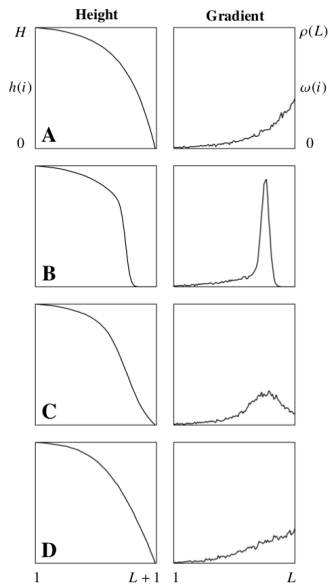 Height Gradient
H ρ(L)
h(i) ω(i)
A
0 0
B
C
D
1 L + 1 1 L